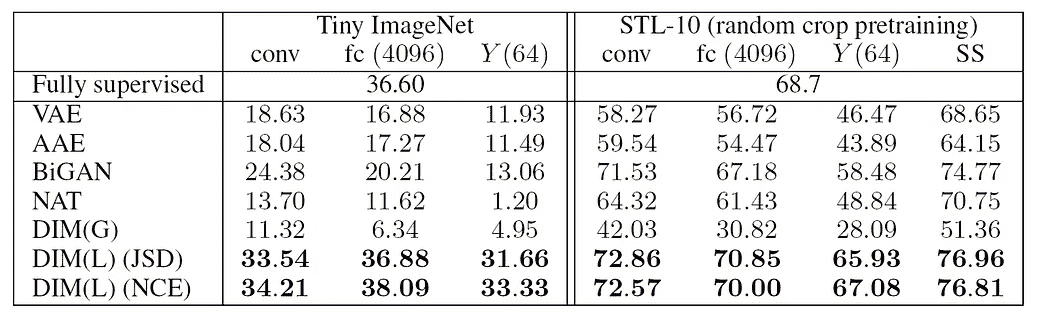 Tiny ImageNet STL-10 (random crop pretraining)
conv fc (4096) Y (64) conv fc (4096) Y (64) SS
Fully supervised 36.60 68.7
VAE 18.63 16.88 11.93 58.27 56.72 46.47 68.65
AAE 18.04 17.27 11.49 59.54 54.47 43.89 64.15
BiGAN 24.38 20.21 13.06 71.53 67.18 58.48 74.77
NAT 13.70 11.62 1.20 64.32 61.43 48.84 70.75
DIM(G) 11.32 6.34 4.95 42.03 30.82 28.09 51.36
DIM(L) (JSD) 33.54 36.88 31.66 72.86 70.85 65.93 76.96
DIM(L) (NCE) 34.21 38.09 33.33 72.57 70.00 67.08 76.81